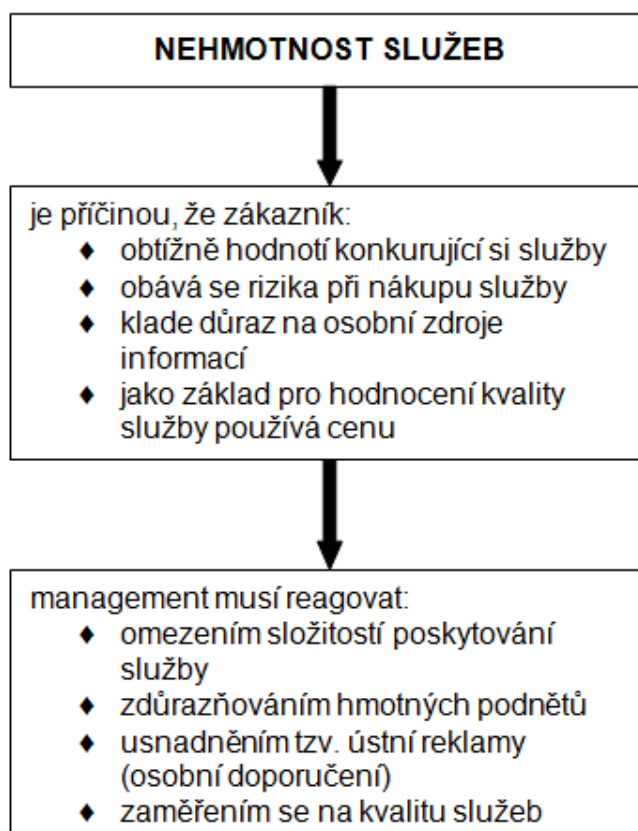 NEHMOTNOST SLUŽEB
je příčinou, že zákazník:
♦ obtížně hodnotí konkurující si služby
♦ obává se rizika při nákupu služby
♦ klade důraz na osobní zdroje
informací
♦ jako základ pro hodnocení kvality
služby používá cenu
management musí reagovat:
♦ omezením složitostí poskytování
služby
♦ zdůrazňováním hmotných podnětů
♦ usnadněním tzv. ústní reklamy
(osobní doporučení)
♦ zaměřením se na kvalitu služeb